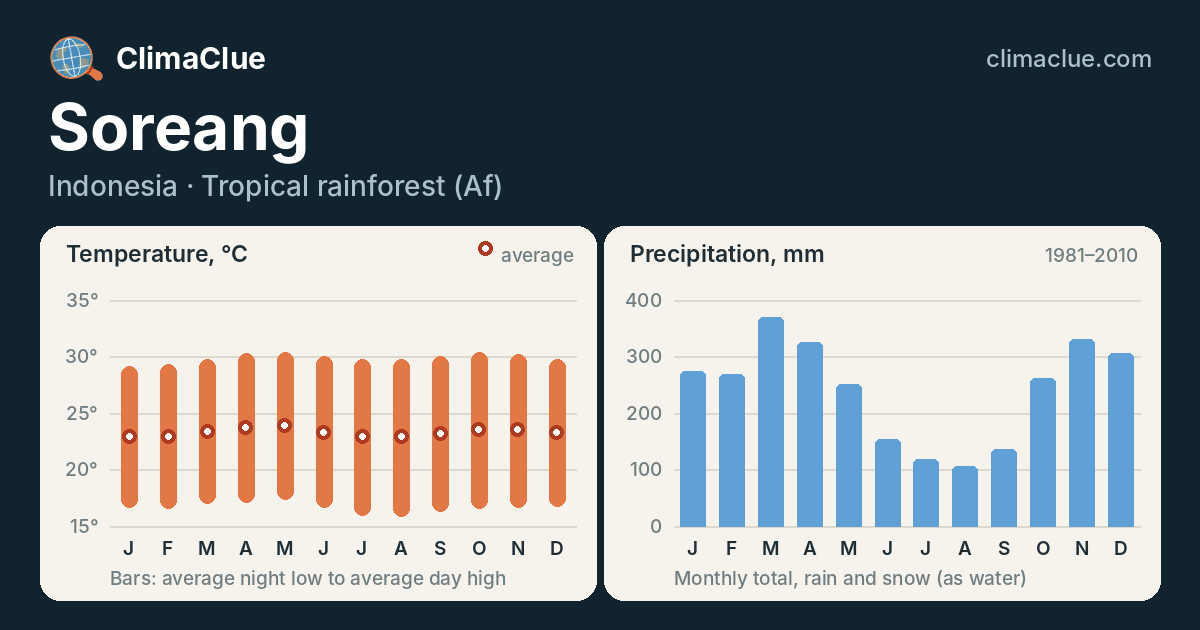 ClimaClue
climaclue.com
Soreang
Indonesia · Tropical rainforest (Af)
Temperature, °C
average
35°
30°
25°
20°
15°
J F M A M J J A S O N D
Bars: average night low to average day high
Precipitation, mm
1981–2010
400
300
200
100
0
J F M A M J J A S O N D
Monthly total, rain and snow (as water)